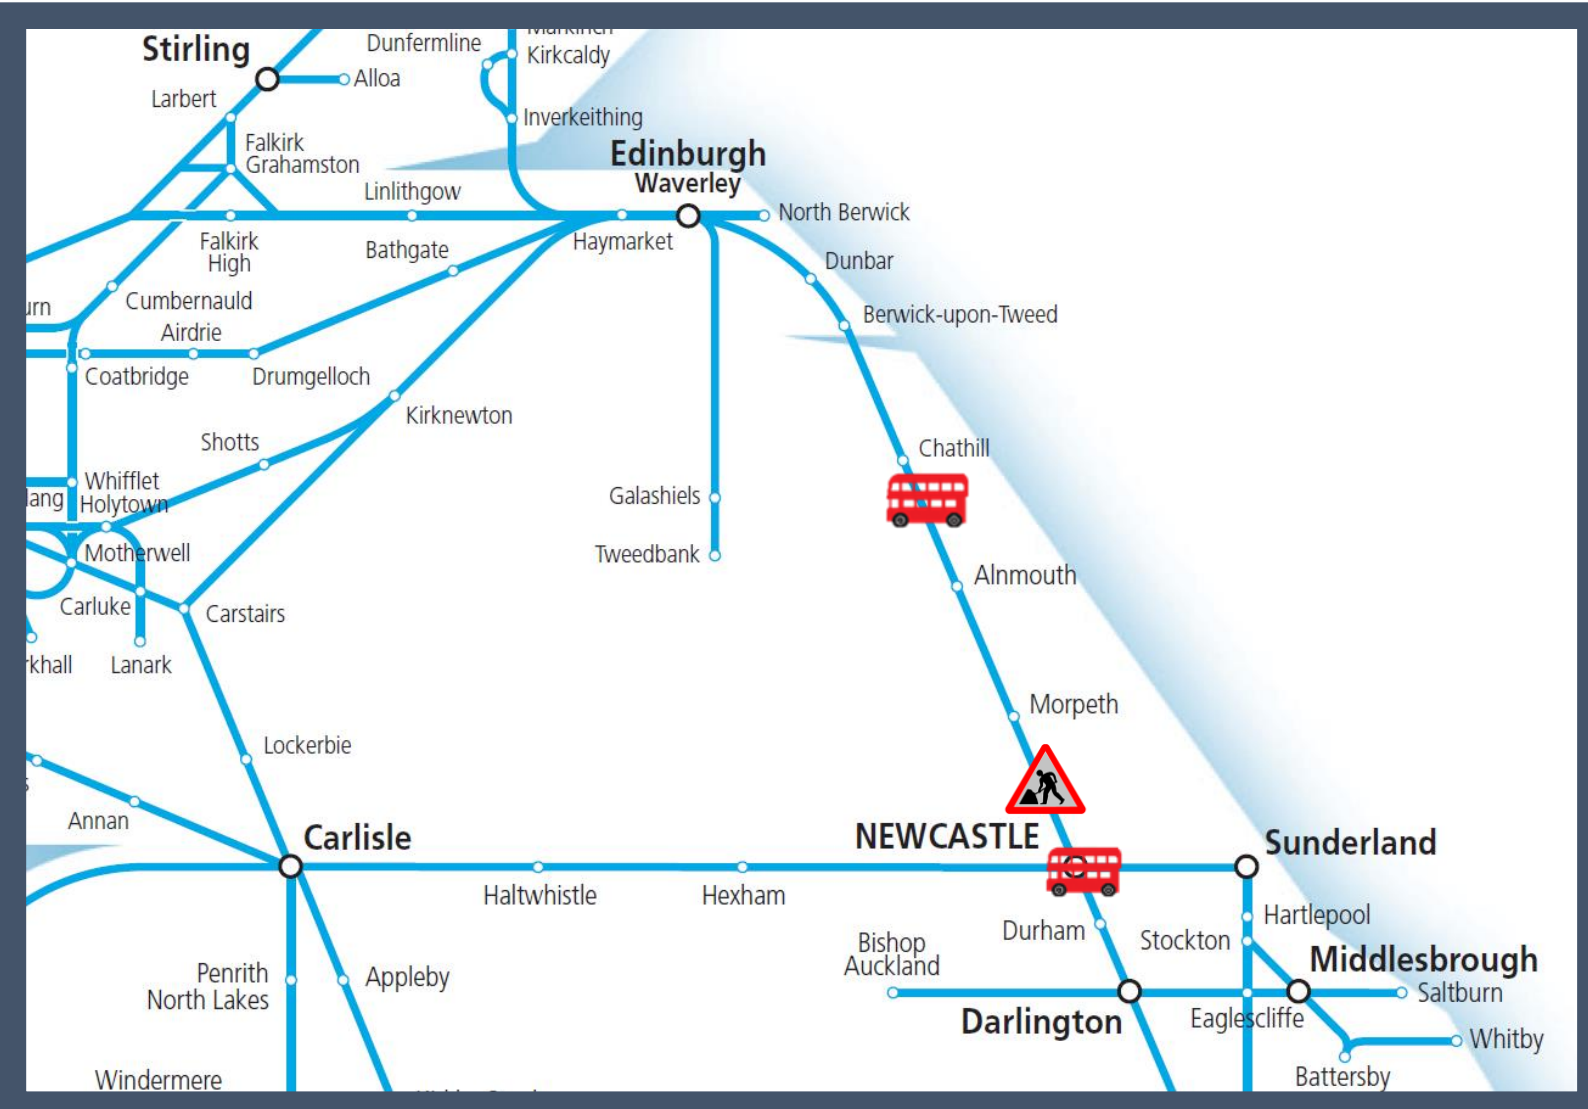 Stirling
Dunfermline
Kirkcaldy
Alloa
Larbert
Inverkeithing
Falkirk
Grahamston
Edinburgh
Waverley
Linlithgow
North Berwick
Falkirk
High
Haymarket
Bathgate
Dunbar
Cumbernauld
urn
Airdrie
Berwick-upon-Tweed
Coatbridge
Drumgelloch
Kirknewton
Shotts
Chathill
Whifflet
lang
Holytown
Galashiels
Motherwell
Tweedbank
Alnmouth
Carluke
Carstairs
rkhall
Lanark
Morpeth
Lockerbie
Annan
Carlisle
NEWCASTLE
Sunderland
Haltwhistle
Hexham
Hartlepool
Durham
Stockton
Bishop
Auckland
Middlesbrough
Penrith
North Lakes
Appleby
Saltburn
Darlington
Eaglescliffe
Whitby
Battersby
Windermere